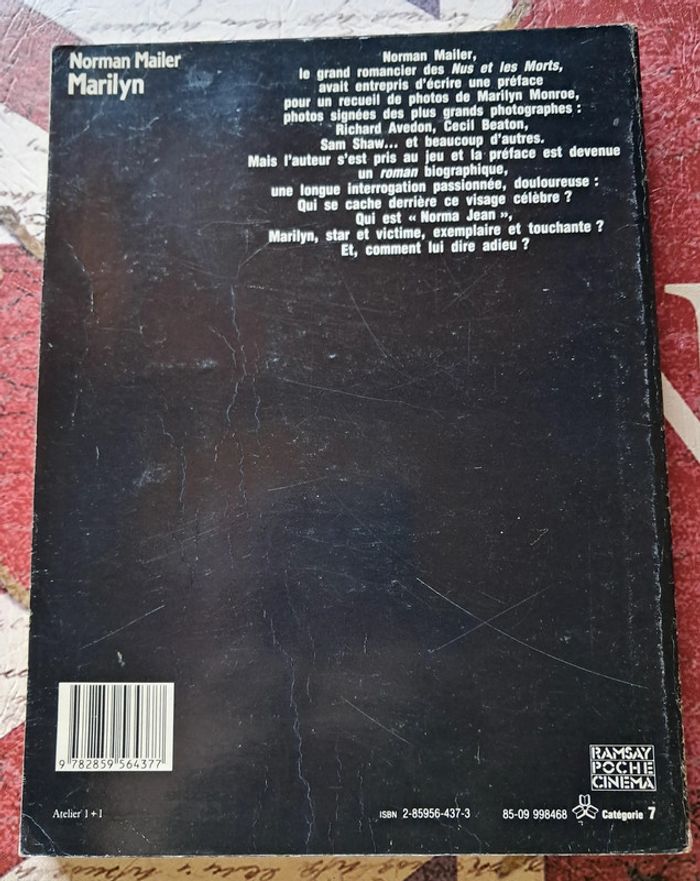 Norman Mailer
Marilyn
Norman Mailer,
le grand romancier des Nus et les Morts,
avait entrepris d'écrire une préface
pour un recueil de photos de Marilyn Monroe,
photos signées des plus grands photographes :
Richard Avedon, Cecil Beaton,
Sam Shaw... et beaucoup d'autres.
Mais l'auteur s'est pris au jeu et la préface est devenue
un roman biographique,
une longue interrogation passionnée, douloureuse :
Qui se cache derrière ce visage célèbre ?
Qui est « Norma Jean »,
Marilyn, star et victime, exemplaire et touchante ?
Et, comment lui dire adieu ?
9 782859 564377
RAMSAY
POCHE
CINEMA
Atelier 1 + 1
ISBN 2-85956-437-3
85-09 998468
Catégorie 7